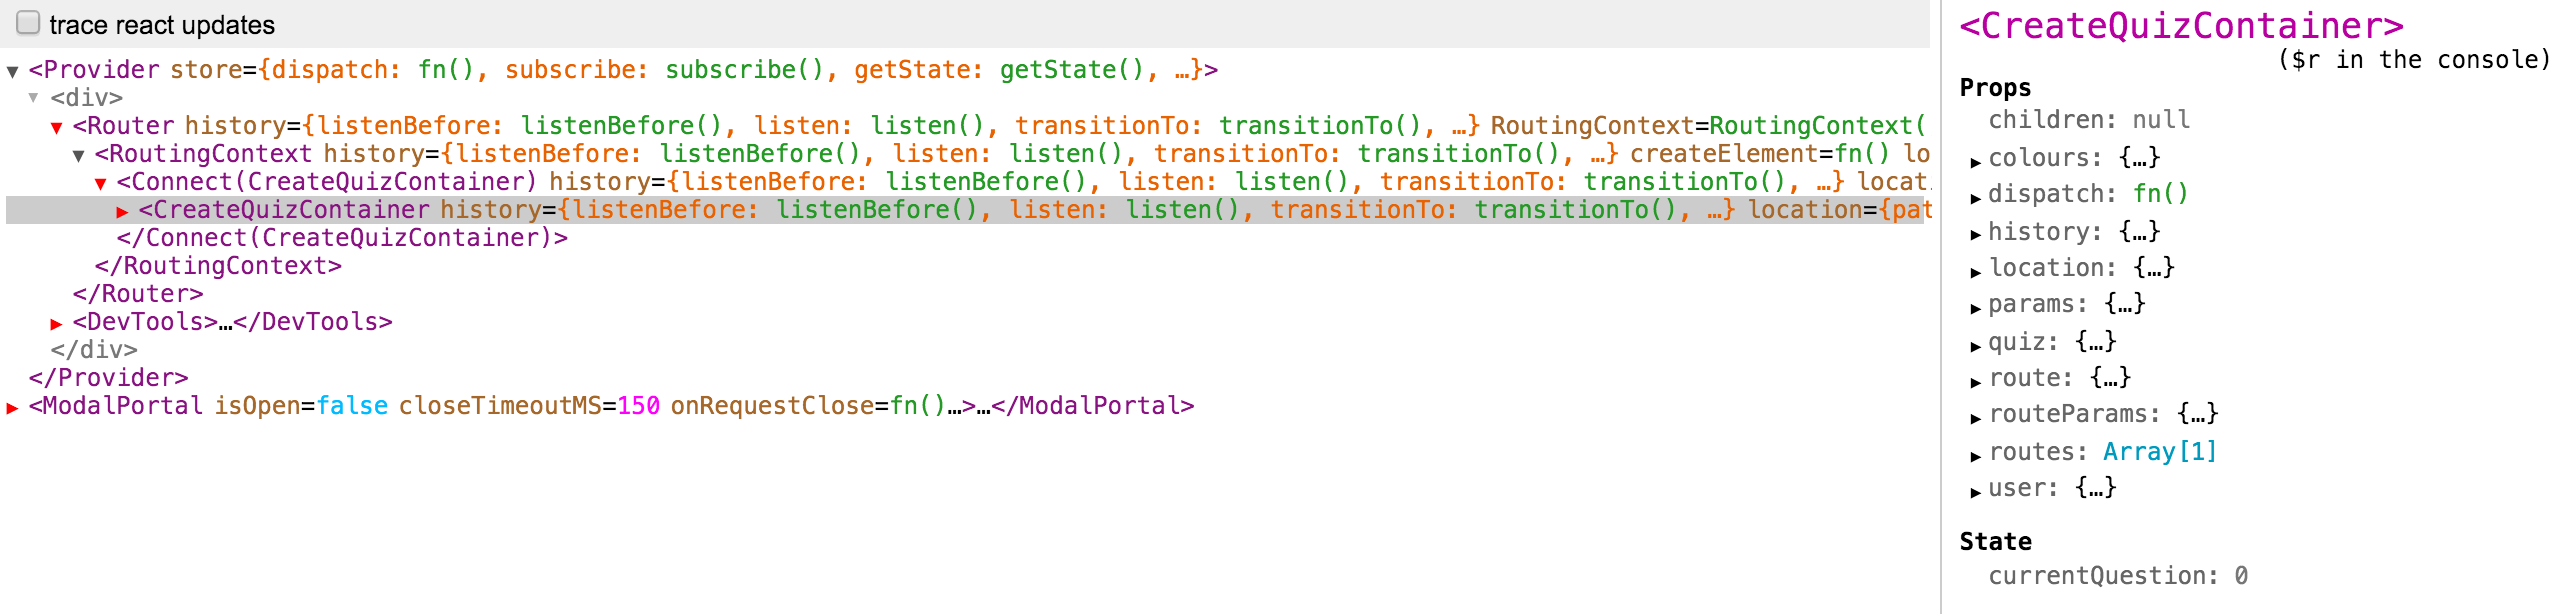 trace react updates
▼ <Provider store={dispatch: fn(), subscribe: subscribe(), getState: getState(), …}>
▼ <div>
▼ <Router history={listenBefore: listenBefore(), listen: listen(), transitionTo: transitionTo(), …} RoutingContext=RoutingContext(
▼ <RoutingContext history={listenBefore: listenBefore(), listen: listen(), transitionTo: transitionTo(), …} createElement=fn() lo
▼ <Connect(CreateQuizContainer) history={listenBefore: listenBefore(), listen: listen(), transitionTo: transitionTo(), …} locati
▶ <CreateQuizContainer history={listenBefore: listenBefore(), listen: listen(), transitionTo: transitionTo(), …} location={pat
</Connect(CreateQuizContainer)>
</RoutingContext>
</Router>
▶ <DevTools>…</DevTools>
</div>
</Provider>
▶ <ModalPortal isOpen=false closeTimeoutMS=150 onRequestClose=fn()…>…</ModalPortal>
<CreateQuizContainer>
($r in the console)
Props
children: null
▶ colours: {…}
▶ dispatch: fn()
▶ history: {…}
▶ location: {…}
▶ params: {…}
▶ quiz: {…}
▶ route: {…}
▶ routeParams: {…}
▶ routes: Array[1]
▶ user: {…}
State
currentQuestion: 0